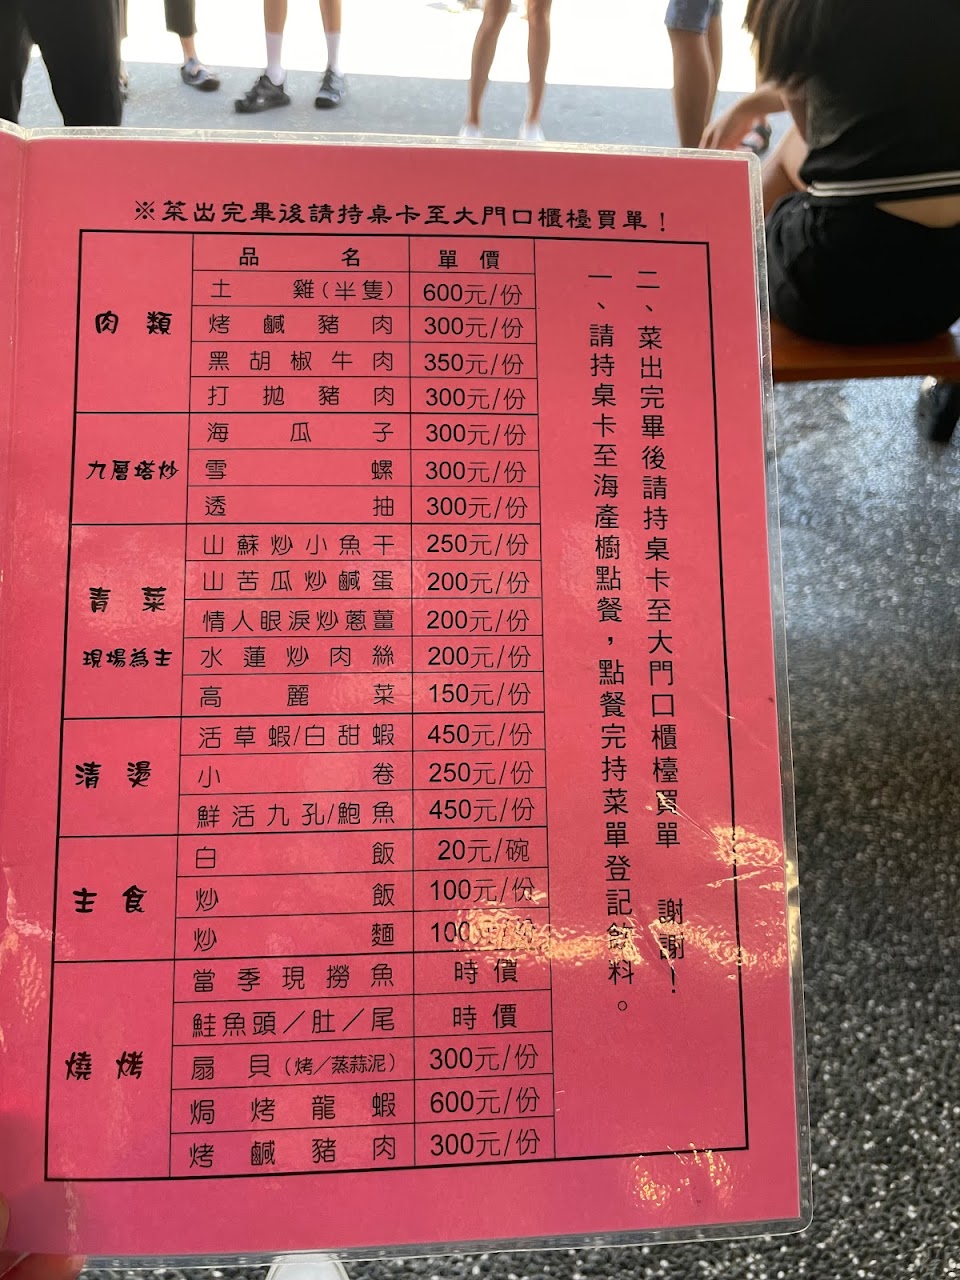 ※菜出完畢後請持桌卡至大門口櫃檯買單！
品名 單價
肉類
土雞(半隻) 600元/份
烤鹹豬肉 300元/份
黑胡椒牛肉 350元/份
打拋豬肉 300元/份
九層塔炒
海瓜子 300元/份
雪螺 300元/份
透抽 300元/份
青菜
現場為主
山蘇炒小魚干 250元/份
山苦瓜炒鹹蛋 200元/份
情人眼淚炒蔥薑 200元/份
水蓮炒肉絲 200元/份
高麗菜 150元/份
清燙
活草蝦/白甜蝦 450元/份
小卷 250元/份
鮮活九孔/鮑魚 450元/份
主食
白飯 20元/碗
炒飯 100元/份
炒麵 100元/份
燒烤
當季現撈魚 時價
鮭魚頭／肚／尾 時價
扇貝(烤／蒸蒜泥) 300元/份
焗烤龍蝦 600元/份
烤鹹豬肉 300元/份
一、請持桌卡至海產櫥點餐，點餐完持菜單登記飲料。
二、菜出完畢後請持桌卡至大門口櫃檯買單 謝謝！